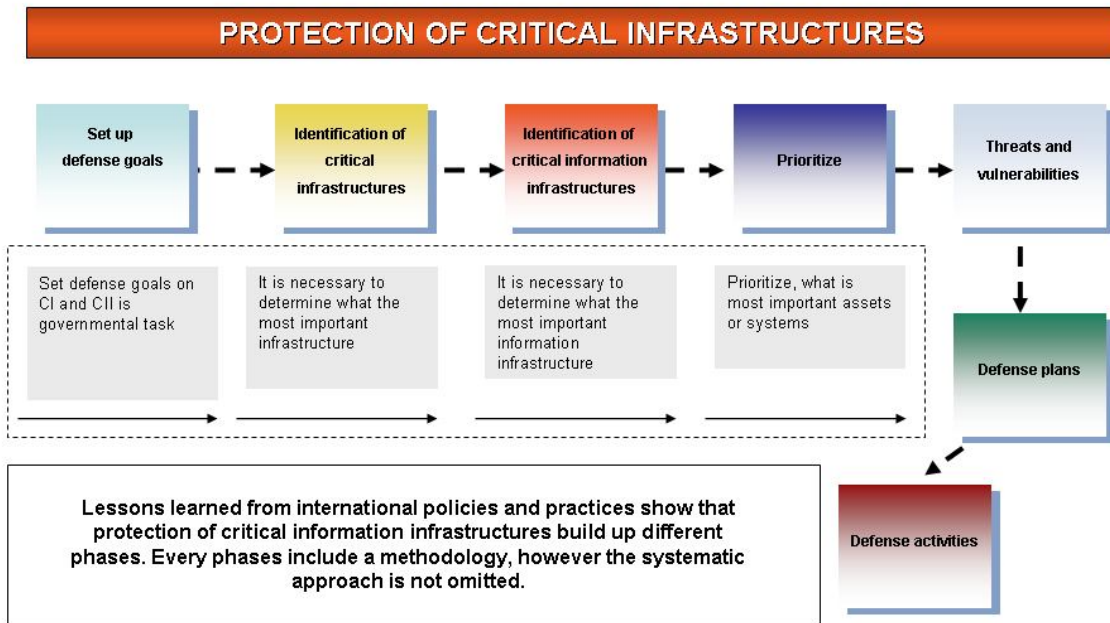 PROTECTION OF CRITICAL INFRASTRUCTURES
Set up
defense goals
Identification of
critical
infrastructures
Identification of
critical information
infrastructures
Prioritize
Threats and
vulnerabilities
Set defense goals on
CI and CII is
governmental task
It is necessary to
determine what the
most important
infrastructure
It is necessary to
determine what the
most important
information
infrastructure
Prioritize, what is
most important assets
or systems
Defense plans
Defense activities
Lessons learned from international policies and practices show that
protection of critical information infrastructures build up different
phases. Every phases include a methodology, however the systematic
approach is not omitted.